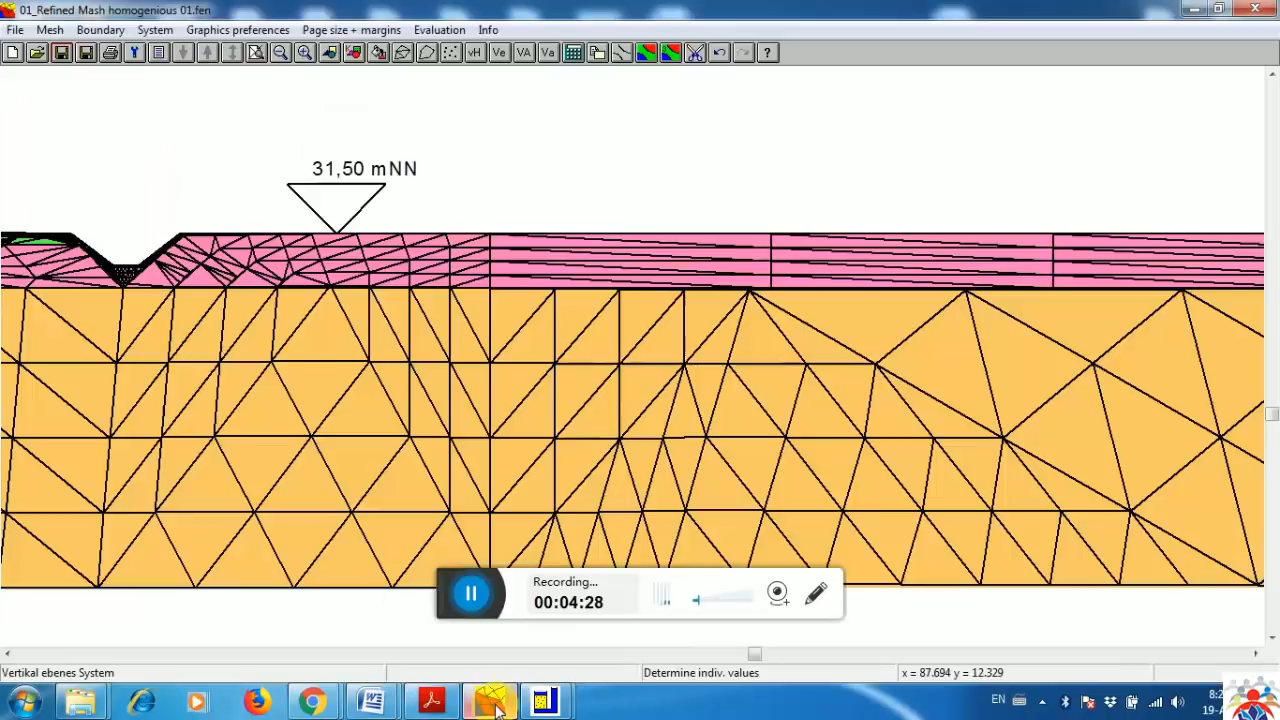 01_Refined Mash homogenious 01.fen
File Mesh Boundary System Graphics preferences Page size + margins Evaluation Info
vH Ve VA Va ?
31,50 mNN
Recording...
00:04:28
Vertikal ebenes System Determine indiv. values x = 87.694 y = 12.329
EN